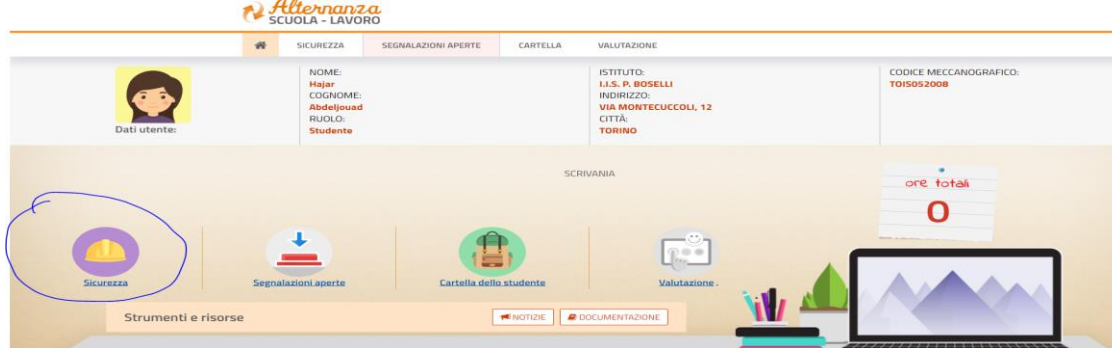 Alternanza
SCUOLA - LAVORO
SICUREZZA SEGNALAZIONI APERTE CARTELLA VALUTAZIONE
NOME:
Hajar
COGNOME:
Abdeljouad
RUOLO:
Studente
Dati utente:
ISTITUTO:
I.I.S. P. BOSELLI
INDIRIZZO:
VIA MONTECUCCOLI, 12
CITTÀ:
TORINO
CODICE MECCANOGRAFICO:
TOIS052008
SCRIVANIA
ore totali
0
Sicurezza Segnalazioni aperte Cartella dello studente Valutazione .
Strumenti e risorse NOTIZIE DOCUMENTAZIONE